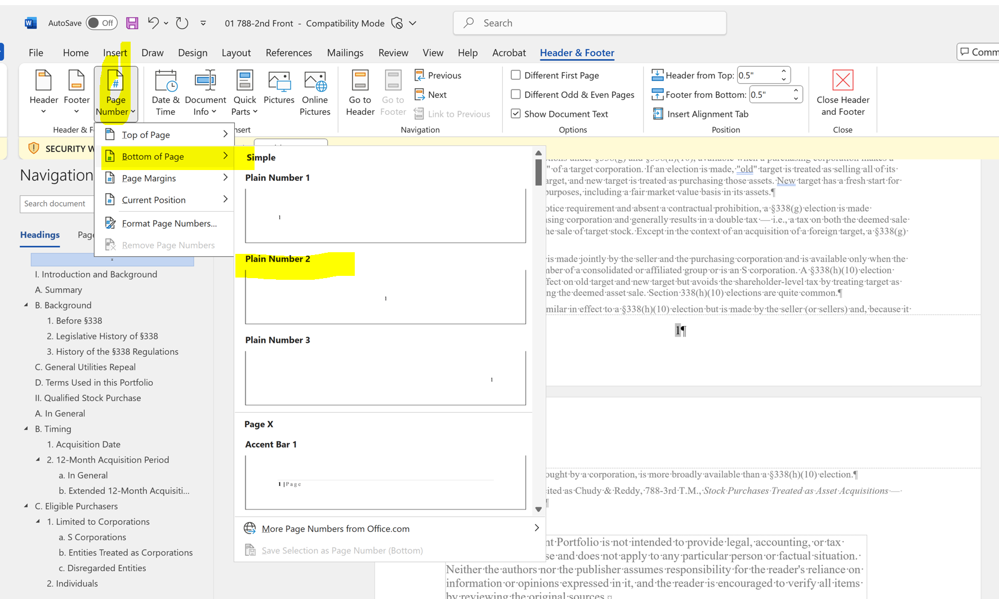 AutoSave Off 01 788-2nd Front - Compatibility Mode Search
File Home Insert Draw Design Layout References Mailings Review View Help Acrobat Header & Footer Comm
Header Footer Page Number
Date & Time Document Info Quick Parts Pictures Online Pictures
Go to Header Go to Footer
Previous
Next
Link to Previous
Different First Page
Different Odd & Even Pages
Show Document Text
Header from Top: 0.5"
Footer from Bottom: 0.5"
Insert Alignment Tab
Close Header and Footer
Header & F
nsert
Navigation
Options
Position
Close
SECURITY W
Top of Page
Bottom of Page
Page Margins
Current Position
Format Page Numbers...
Remove Page Numbers
Navigation
Search document
Headings Page
I. Introduction and Background
A. Summary
B. Background
1. Before §338
2. Legislative History of §338
3. History of the §338 Regulations
C. General Utilities Repeal
D. Terms Used in this Portfolio
II. Qualified Stock Purchase
A. In General
B. Timing
1. Acquisition Date
2. 12-Month Acquisition Period
a. In General
b. Extended 12-Month Acquisiti...
C. Eligible Purchasers
1. Limited to Corporations
a. S Corporations
b. Entities Treated as Corporations
c. Disregarded Entities
2. Individuals
Simple
Plain Number 1
1
Plain Number 2
1
Plain Number 3
1
Page X
Accent Bar 1
1 | Page
More Page Numbers from Office.com
Save Selection as Page Number (Bottom)
" of a target corporation. If an election is made, "old" target is treated as selling all of its
arget, and new target is treated as purchasing those assets. New target has a fresh start for
urposes, including a fair market value basis in its assets.¶
otice requirement and absent a contractual prohibition, a §338(g) election is made
sing corporation and generally results in a double tax — i.e., a tax on both the deemed sale
he sale of target stock. Except in the context of an acquisition of a foreign target, a §338(g)
is made jointly by the seller and the purchasing corporation and is available only when the
nber of a consolidated or affiliated group or is an S corporation. A §338(h)(10) election
fect on old target and new target but avoids the shareholder-level tax by treating target as
ng the deemed asset sale. Section 338(h)(10) elections are quite common.¶
milar in effect to a §338(h)(10) election but is made by the seller (or sellers) and, because it
1¶
ought by a corporation, is more broadly available than a §338(h)(10) election.¶
ited as Chudy & Reddy, 788-3rd T.M., Stock Purchases Treated as Asset Acquisitions —
¶
nt Portfolio is not intended to provide legal, accounting, or tax
se and does not apply to any particular person or factual situation.
Neither the authors nor the publisher assumes responsibility for the reader's reliance on
information or opinions expressed in it, and the reader is encouraged to verify all items
by reviewing the original sources.¤